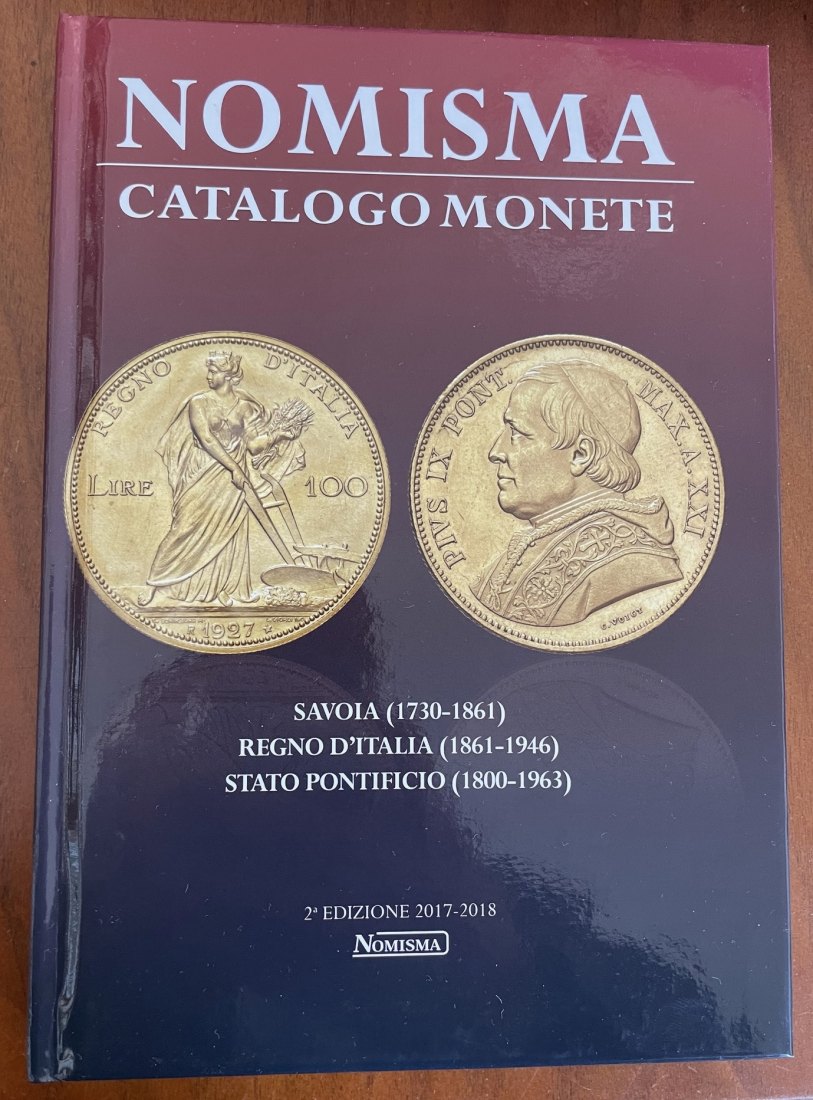 NOMISMA
CATALOGO MONETE
REGNO D'ITALIA
LIRE 100
R 1927
PIVS IX PONT. MAX. A. XXI
C. VOIGT
SAVOIA (1730-1861)
REGNO D'ITALIA (1861-1946)
STATO PONTIFICIO (1800-1963)
2ª EDIZIONE 2017-2018
NOMISMA